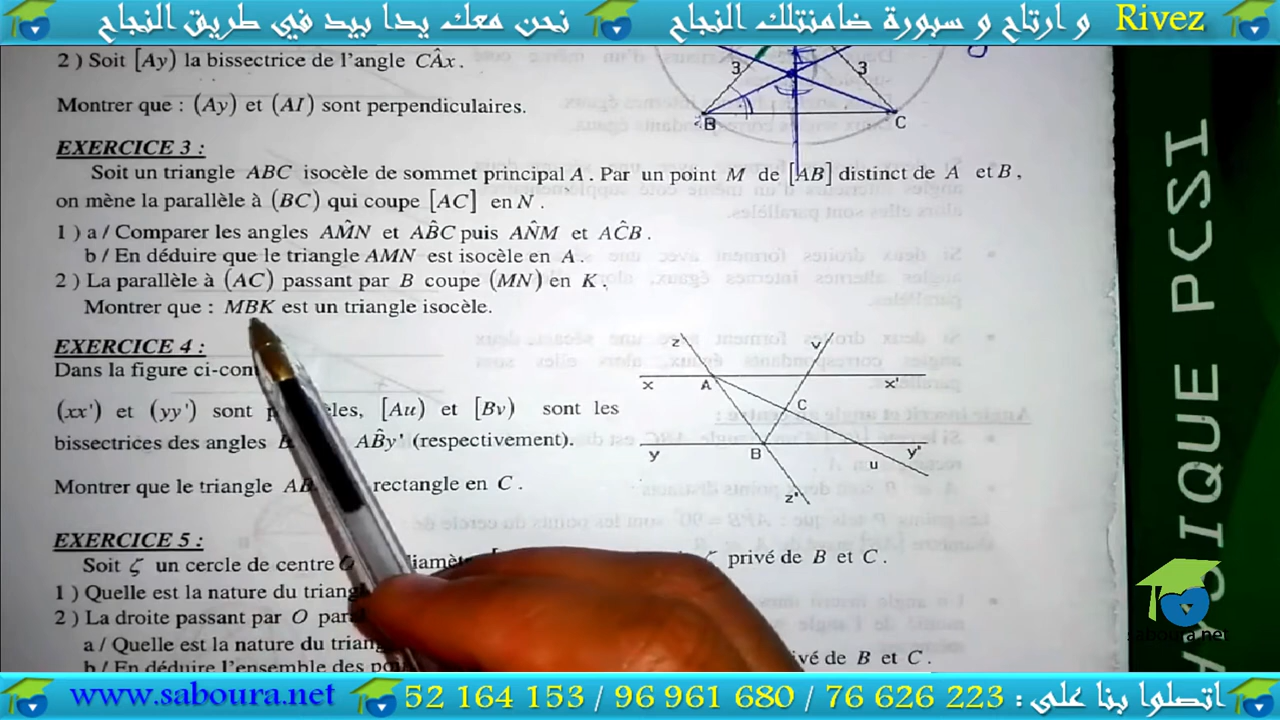 نحن معك يدا بيد في طريق النجاح
و ارتاح و سبورة ضامنتلك النجاح
Rivez
2 ) Soit [Ay) la bissectrice de l'angle CÂx.
Montrer que : (Ay) et (AI) sont perpendiculaires.
3
3
B
C
EXERCICE 3 :
Soit un triangle ABC isocèle de sommet principal A. Par un point M de [AB] distinct de A et B,
on mène la parallèle à (BC) qui coupe [AC] en N.
1 ) a / Comparer les angles AM̂N et AB̂C puis AN̂M et AĈB.
b / En déduire que le triangle AMN est isocèle en A.
2 ) La parallèle à (AC) passant par B coupe (MN) en K.
Montrer que : MBK est un triangle isocèle.
EXERCICE 4 :
Dans la figure ci-cont
(xx') et (yy') sont les, [Au) et [Bv) sont les
bissectrices des angles AB̂y' (respectivement).
Montrer que le triangle rectangle en C.
z
v
x
A
x'
C
y
B
y'
u
z'
EXERCICE 5 :
Soit ζ un cercle de centre O privé de B et C.
1 ) Quelle est la nature du triang
2 ) La droite passant par O para
a / Quelle est la nature du trian
b / En déduire l'ensemble des privé de B et C.
PHYSIQUE PCSI
saboura.net
www.saboura.net
52 164 153 / 96 961 680 / 76 626 223 : اتصلوا بنا على